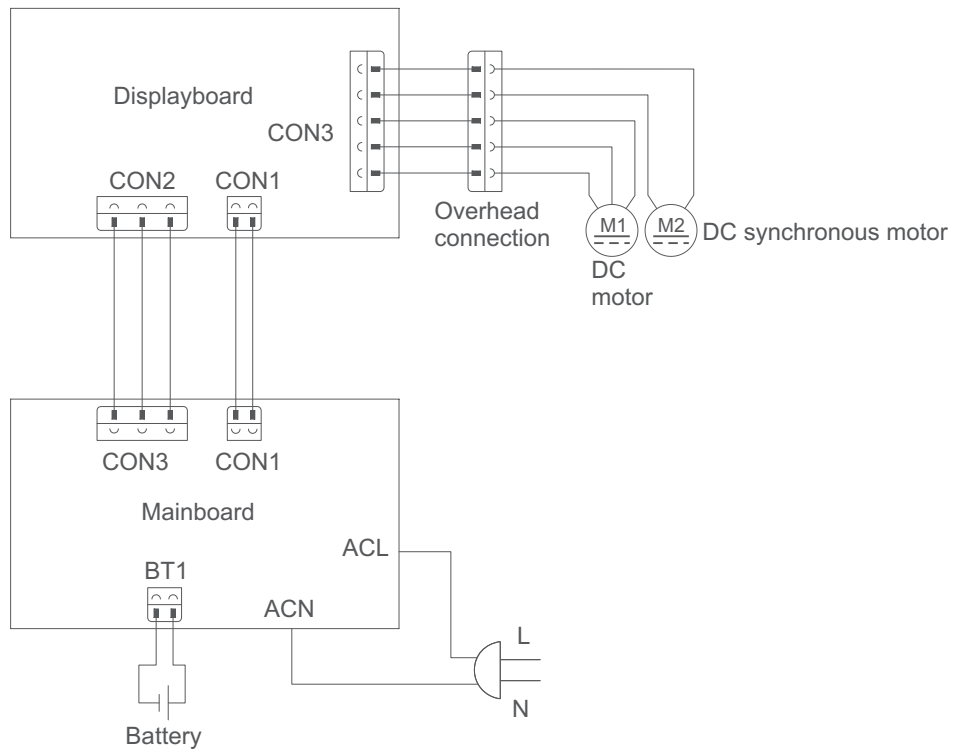 Displayboard
CON3
CON2
CON1
Overhead
connection
M1
M2
DC synchronous motor
DC
motor
CON3
CON1
Mainboard
ACL
BT1
ACN
L
N
Battery